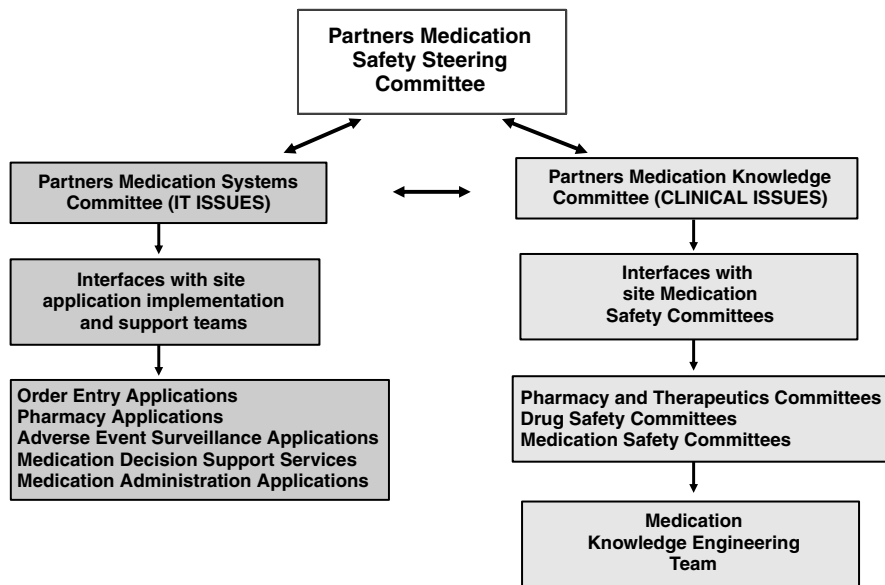 Partners Medication
Safety Steering
Committee
Partners Medication Systems
Committee (IT ISSUES)
Partners Medication Knowledge
Committee (CLINICAL ISSUES)
Interfaces with site
application implementation
and support teams
Interfaces with
site Medication
Safety Committees
Order Entry Applications
Pharmacy Applications
Adverse Event Surveillance Applications
Medication Decision Support Services
Medication Administration Applications
Pharmacy and Therapeutics Committees
Drug Safety Committees
Medication Safety Committees
Medication
Knowledge Engineering
Team